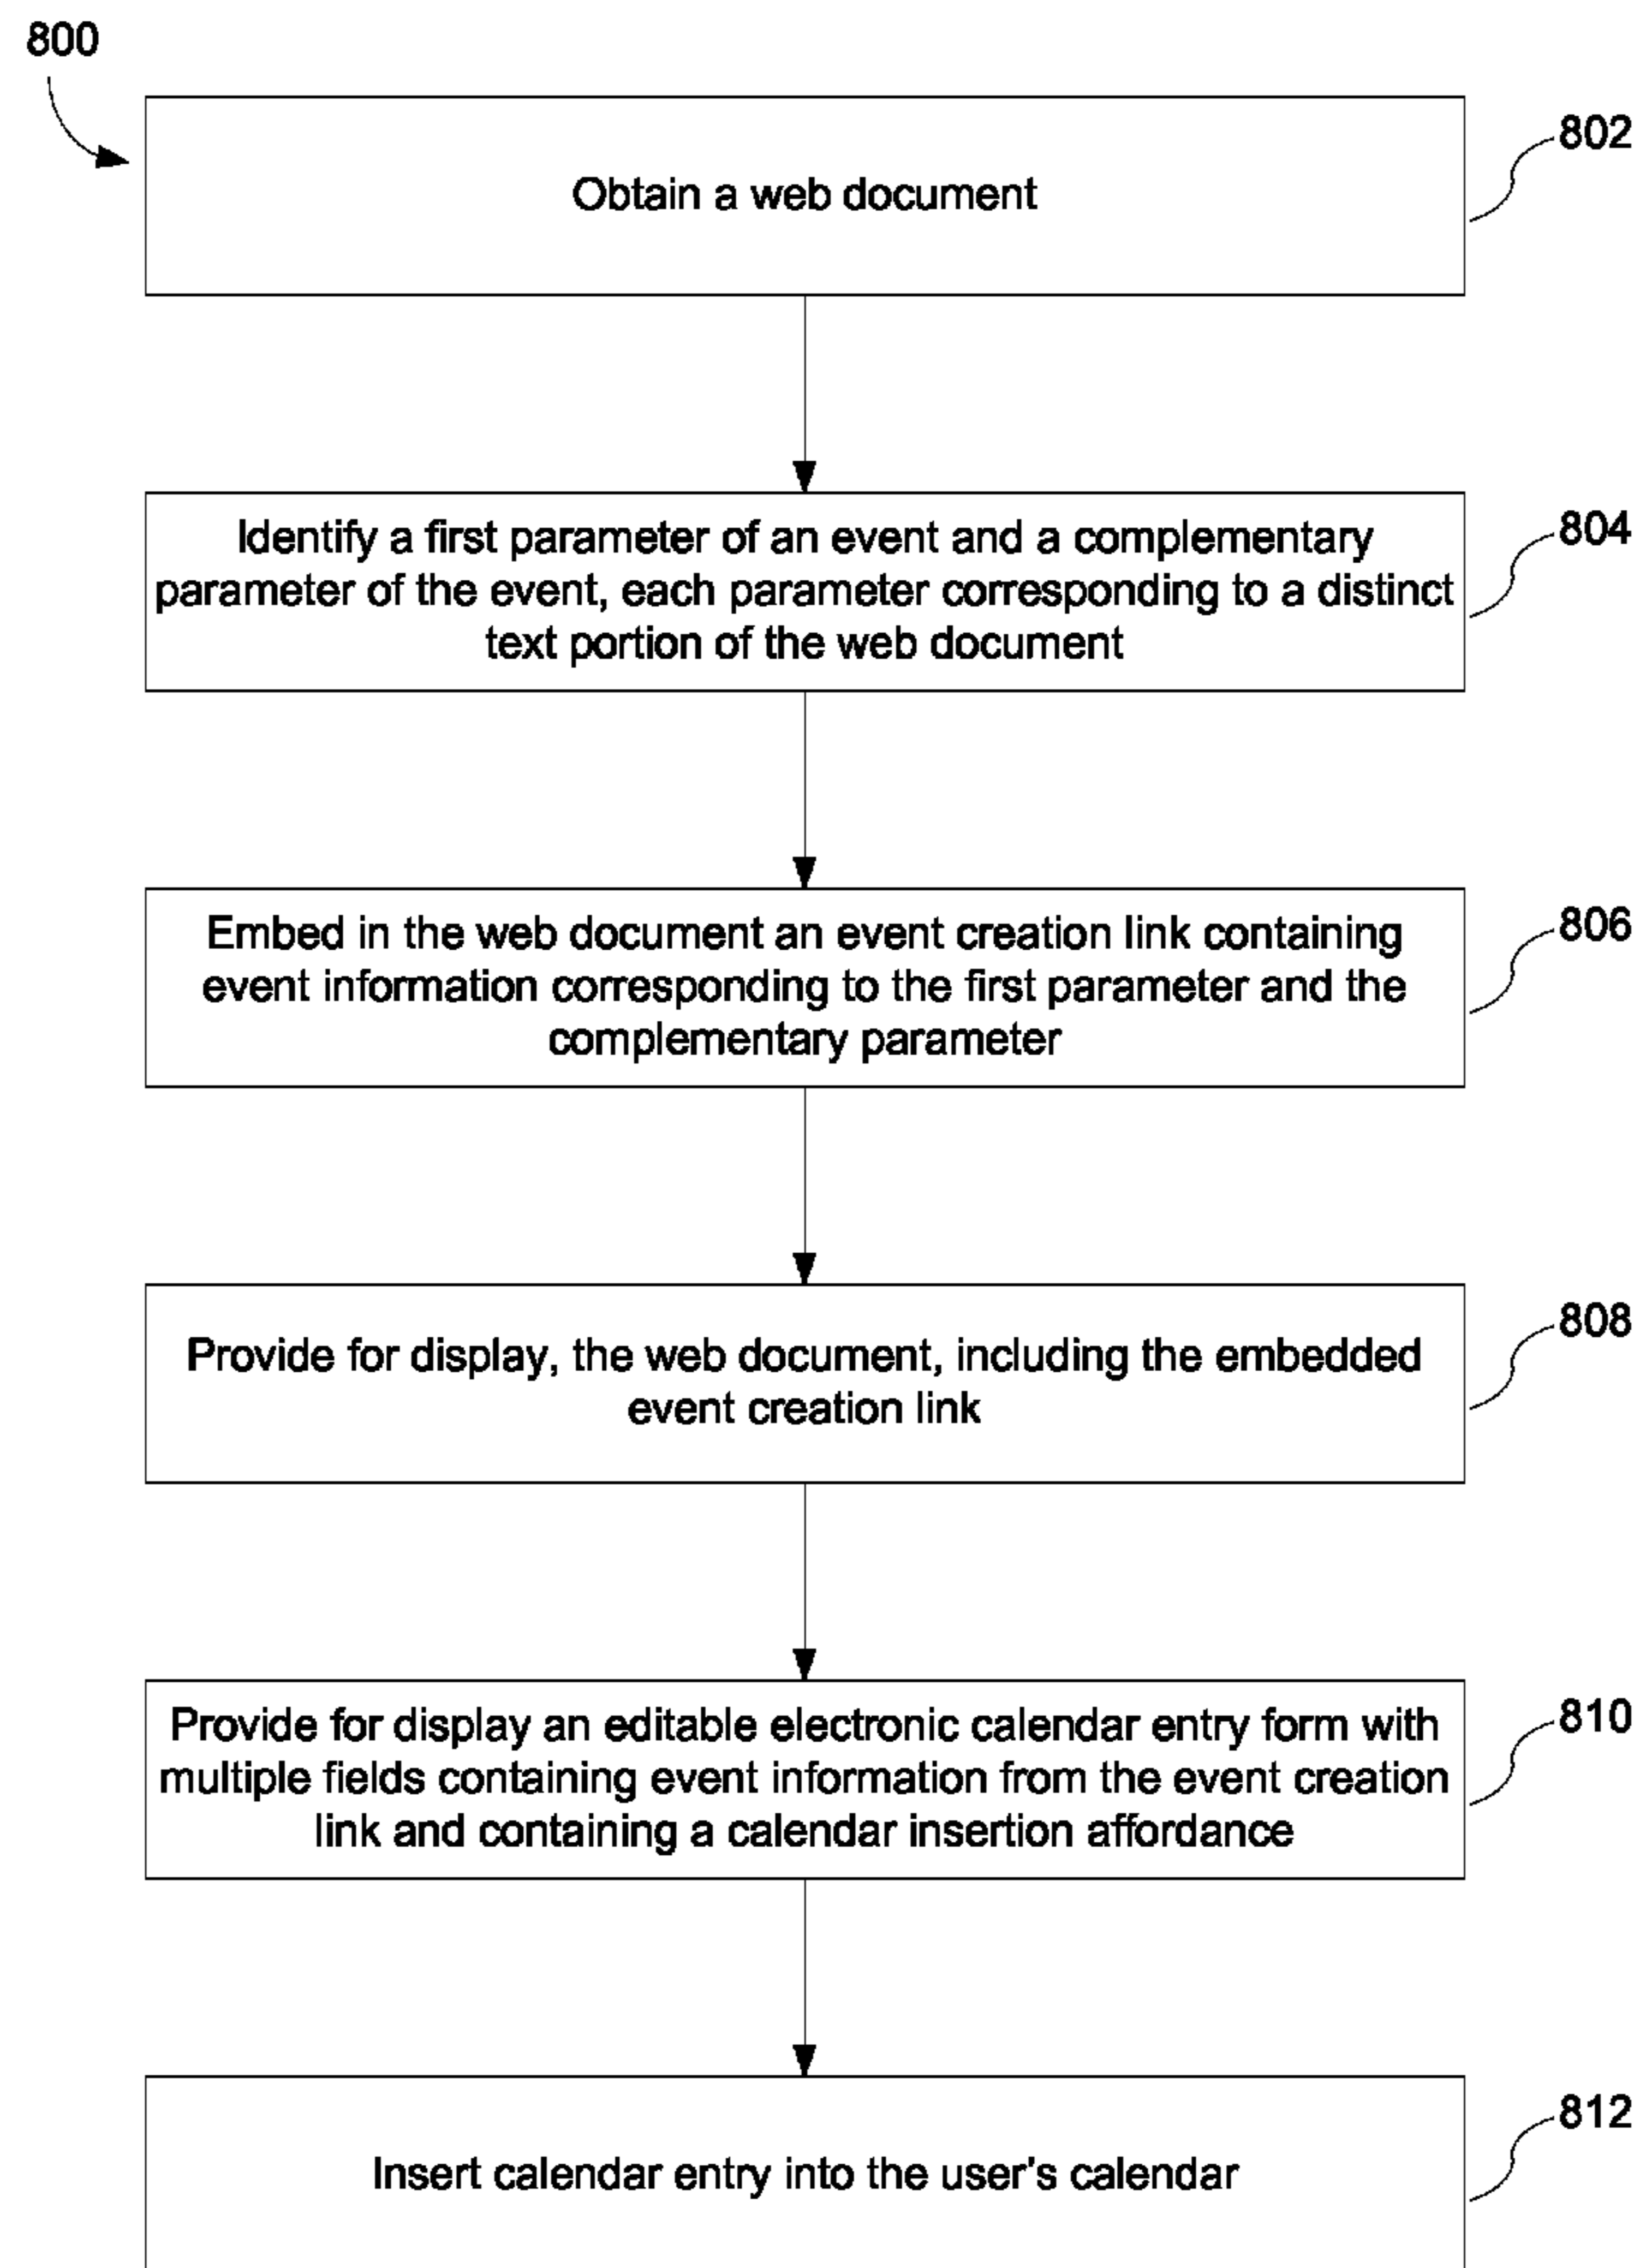 800
802
Obtain a web document
804
Identify a first parameter of an event and a complementary
parameter of the event, each parameter corresponding to a distinct
text portion of the web document
806
Embed in the web document an event creation link containing
event information corresponding to the first parameter and the
complementary parameter
808
Provide for display, the web document, including the embedded
event creation link
810
Provide for display an editable electronic calendar entry form with
multiple fields containing event information from the event creation
link and containing a calendar insertion affordance
812
Insert calendar entry into the user's calendar